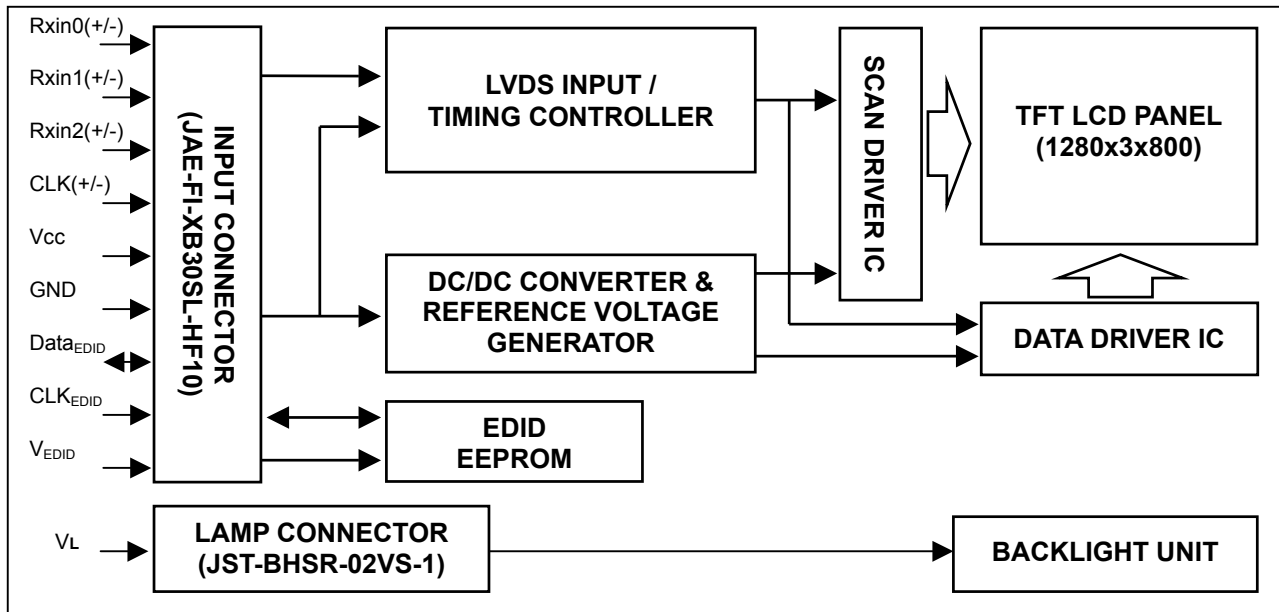 Rxin0(+/-)
Rxin1(+/-)
Rxin2(+/-)
CLK(+/-)
Vcc
GND
DataEDID
CLKEDID
VEDID
VL
INPUT CONNECTOR
(JAE-FI-XB30SL-HF10)
LVDS INPUT /
TIMING CONTROLLER
DC/DC CONVERTER &
REFERENCE VOLTAGE
GENERATOR
EDID
EEPROM
LAMP CONNECTOR
(JST-BHSR-02VS-1)
SCAN DRIVER IC
TFT LCD PANEL
(1280x3x800)
DATA DRIVER IC
BACKLIGHT UNIT